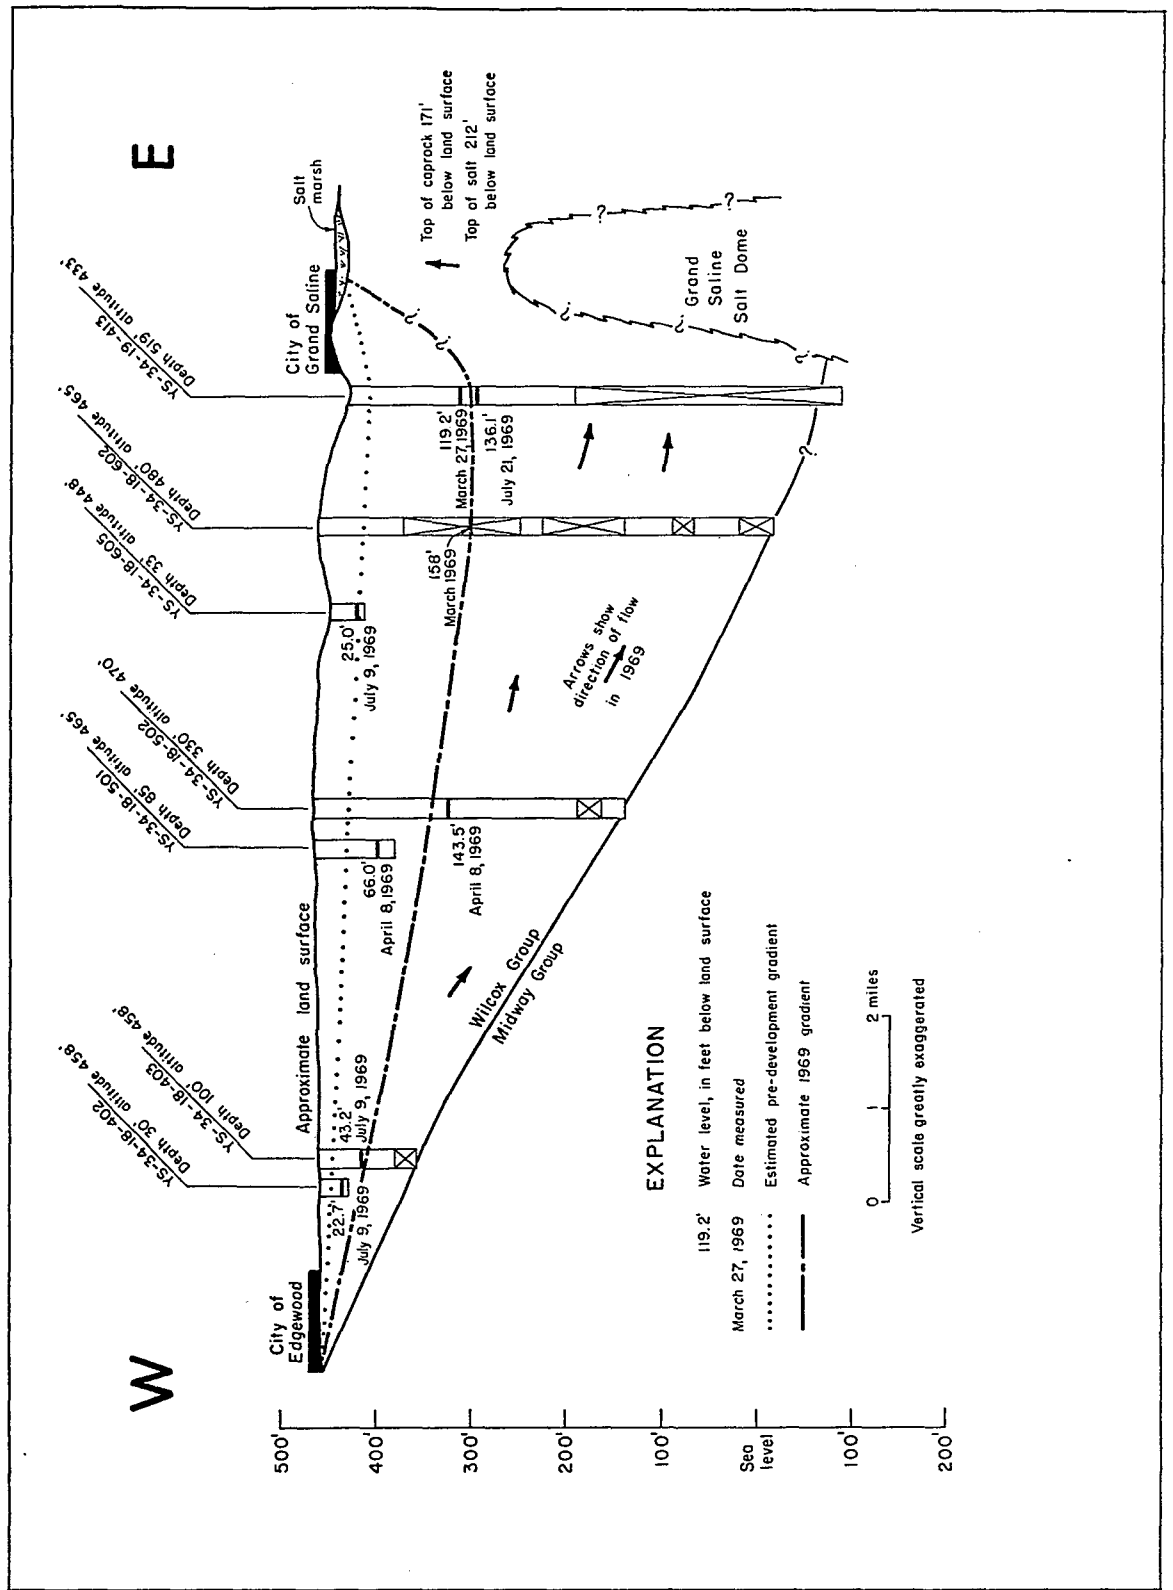 W
E
YS-34-18-402
Depth 30' altitude 458'
YS-34-18-403
Depth 100' altitude 458'
YS-34-18-501
Depth 85' altitude 465'
YS-34-18-502
Depth 330' altitude 470'
YS-34-18-605
Depth 33' altitude 448'
YS-34-18-602
Depth 480' altitude 465'
YS-34-19-413
Depth 519' altitude 433'
City of
Edgewood
Approximate land surface
City of
Grand Saline
Salt
marsh
500'
400'
300'
200'
100'
Sea
level
100'
200'
22.7'
July 9, 1969
43.2'
July 9, 1969
66.0'
April 8, 1969
143.5'
April 8, 1969
25.0'
July 9, 1969
158'
March 1969
119.2'
March 27, 1969
136.1'
July 21, 1969
Top of caprock 171'
below land surface
Top of salt 212'
below land surface
Wilcox Group
Midway Group
Arrows show
direction of flow
in 1969
?
?
?
?
?
?
?
?
Grand
Saline
Salt Dome
EXPLANATION
119.2' Water level, in feet below land surface
March 27, 1969 Date measured
Estimated pre-development gradient
Approximate 1969 gradient
0 1 2 miles
Vertical scale greatly exaggerated